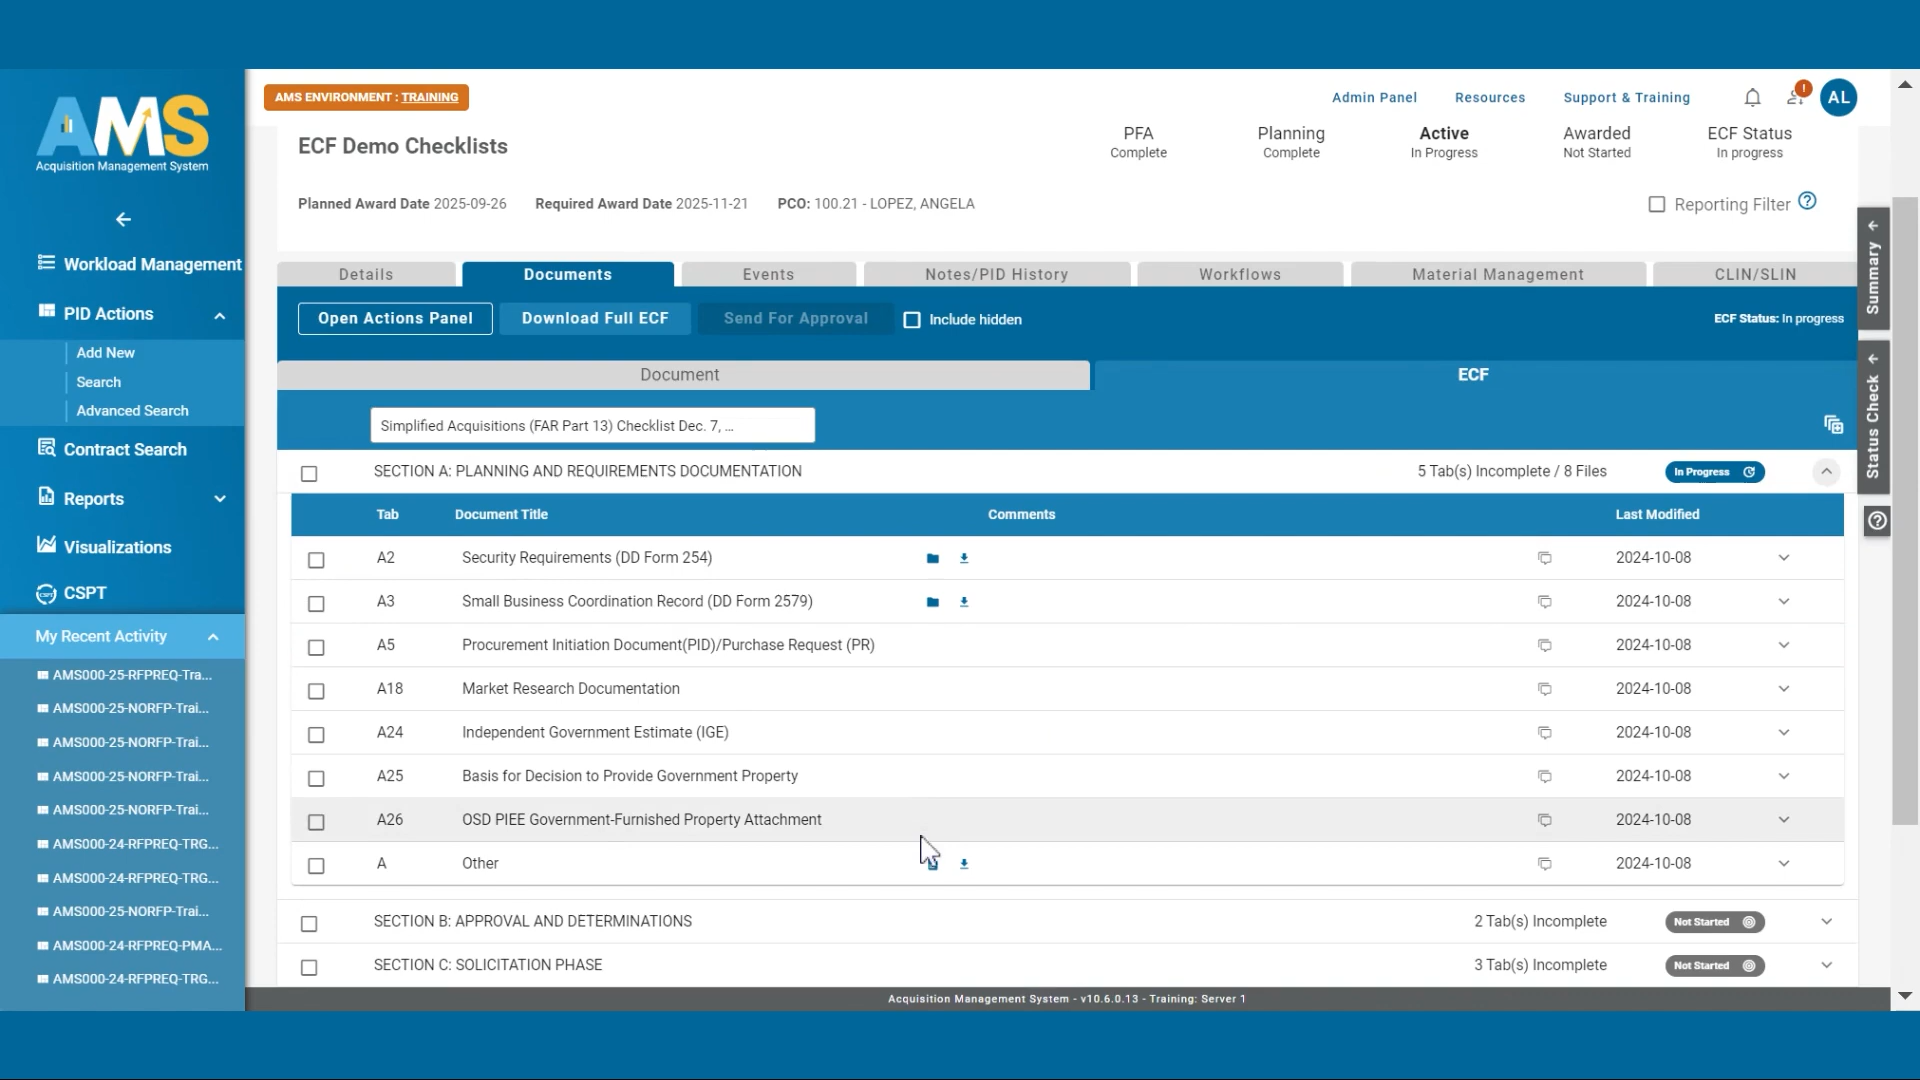 AMS
Acquisition Management System
Workload Management
PID Actions
Add New
Search
Advanced Search
Contract Search
Reports
Visualizations
CSPT
My Recent Activity
AMS000-25-RFPREQ-Tra...
AMS000-25-NORFP-Trai...
AMS000-25-NORFP-Trai...
AMS000-25-NORFP-Trai...
AMS000-25-NORFP-Trai...
AMS000-24-RFPREQ-TRG...
AMS000-24-RFPREQ-TRG...
AMS000-25-NORFP-Trai...
AMS000-24-RFPREQ-PMA...
AMS000-24-RFPREQ-TRG...
AMS ENVIRONMENT : TRAINING
Admin Panel Resources Support & Training ! AL
ECF Demo Checklists
PFA Planning Active Awarded ECF Status
Complete Complete In Progress Not Started In progress
Planned Award Date 2025-09-26 Required Award Date 2025-11-21 PCO: 100.21 - LOPEZ, ANGELA Reporting Filter ?
Details Documents Events Notes/PID History Workflows Material Management CLIN/SLIN
Open Actions Panel Download Full ECF Send For Approval Include hidden ECF Status: In progress
Document ECF
Simplified Acquisitions (FAR Part 13) Checklist Dec. 7, ...
SECTION A: PLANNING AND REQUIREMENTS DOCUMENTATION 5 Tab(s) Incomplete / 8 Files In Progress
Tab Document Title Comments Last Modified
A2 Security Requirements (DD Form 254) 2024-10-08
A3 Small Business Coordination Record (DD Form 2579) 2024-10-08
A5 Procurement Initiation Document(PID)/Purchase Request (PR) 2024-10-08
A18 Market Research Documentation 2024-10-08
A24 Independent Government Estimate (IGE) 2024-10-08
A25 Basis for Decision to Provide Government Property 2024-10-08
A26 OSD PIEE Government-Furnished Property Attachment 2024-10-08
A Other 2024-10-08
SECTION B: APPROVAL AND DETERMINATIONS 2 Tab(s) Incomplete Not Started
SECTION C: SOLICITATION PHASE 3 Tab(s) Incomplete Not Started
Acquisition Management System - v10.6.0.13 - Training: Server 1
Summary
Status Check
?